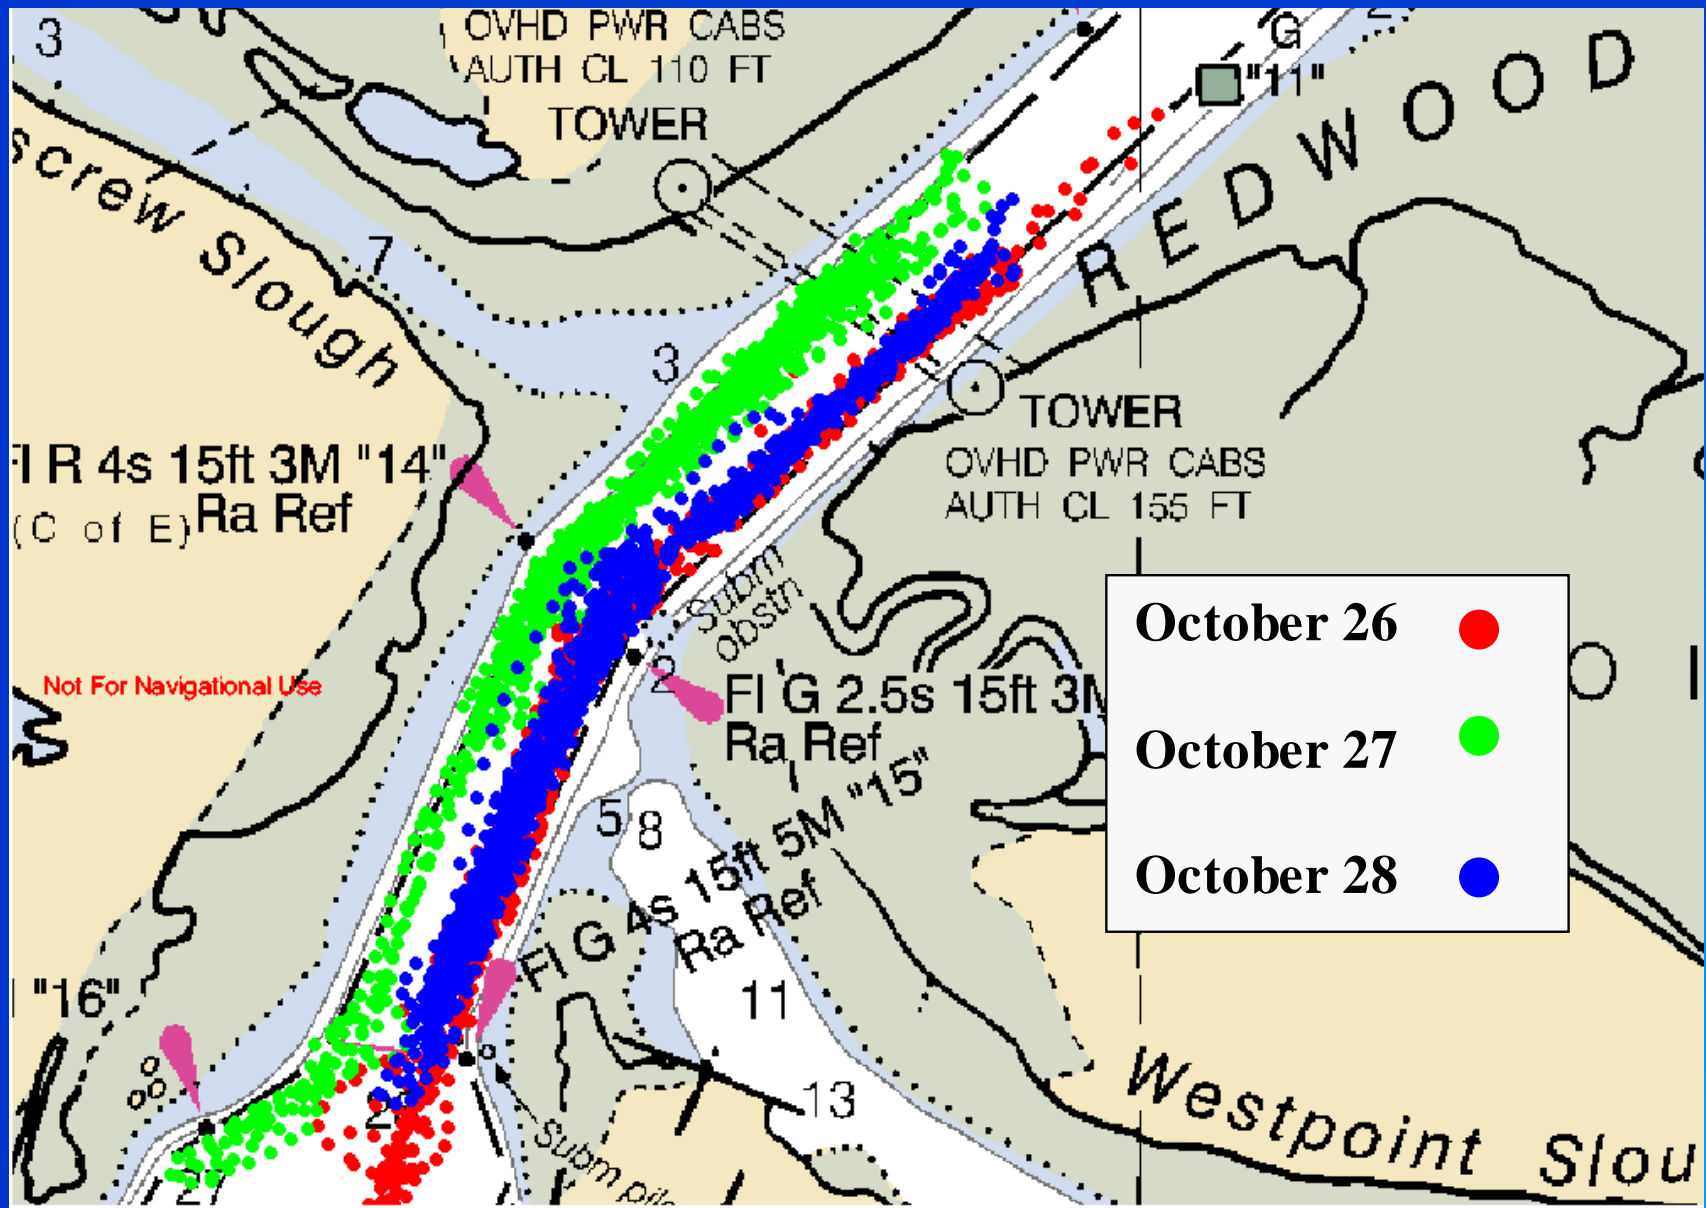 3
OVHD PWR CABS
AUTH CL 110 FT
TOWER
G
"11"
REDWOOD
screw Slough
7
3
TOWER
OVHD PWR CABS
AUTH CL 155 FT
Fl R 4s 15ft 3M "14"
(C of E) Ra Ref
Subm
obstn
October 26
October 27
October 28
Not For Navigational Use
2
Fl G 2.5s 15ft 3M
Ra Ref
O
5
8
Fl G 4s 15ft 5M "15"
Ra Ref
"16"
11
13
Westpoint Slou
Subm pile
27